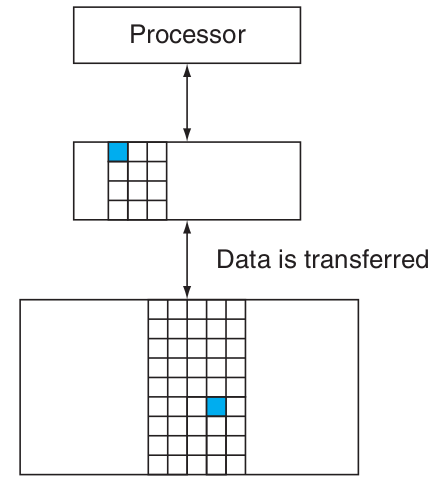 Processor
Data is transferred